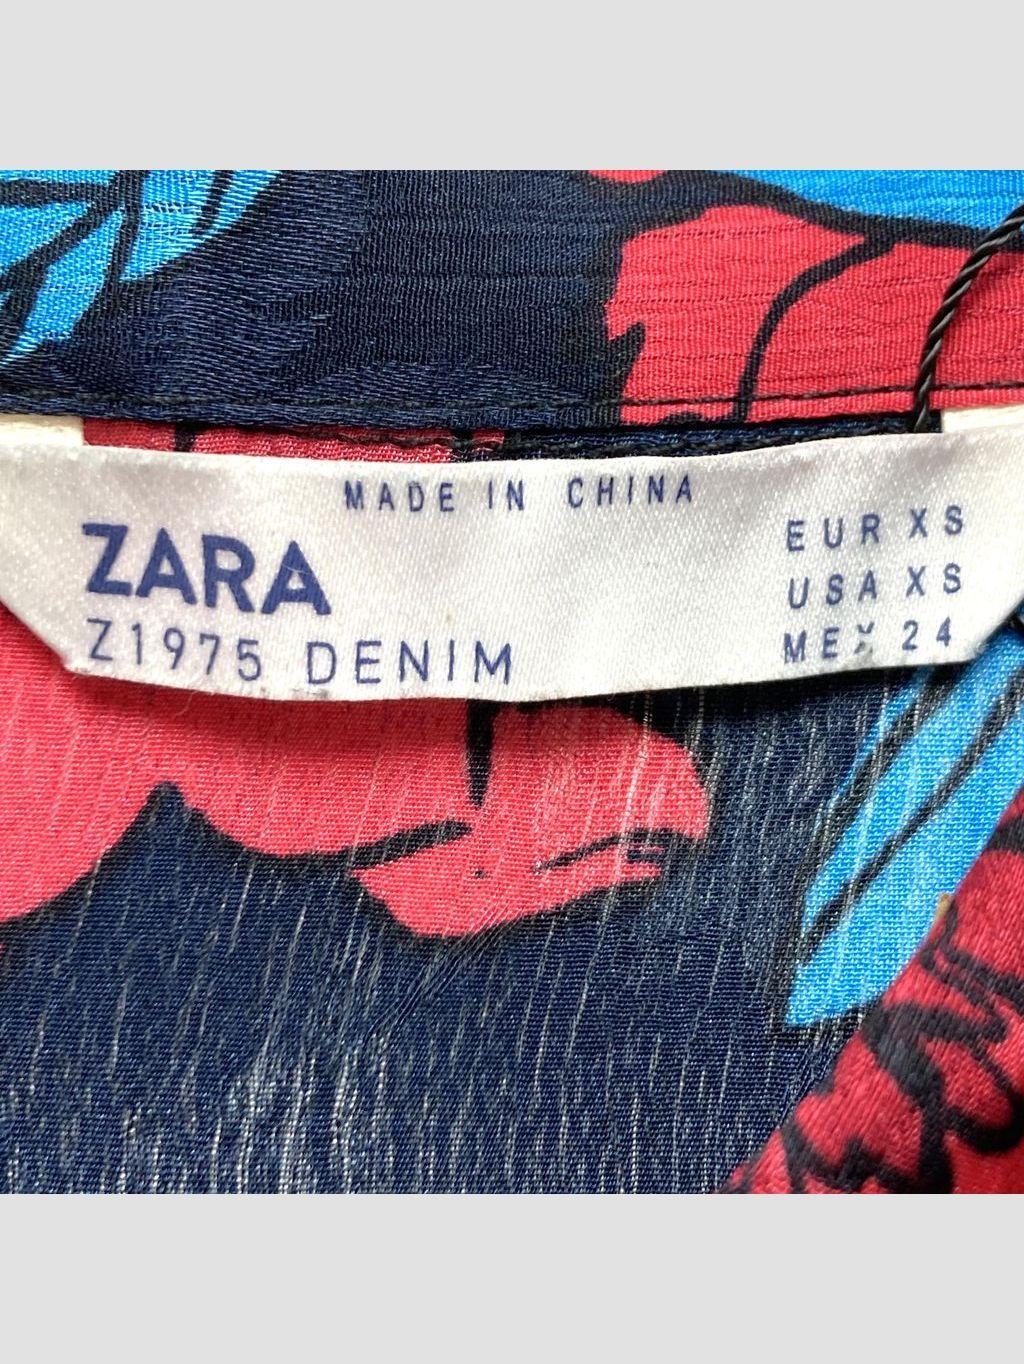 MADE IN CHINA
ZARA
Z1975 DENIM
EUR XS
USA XS
MEX 24